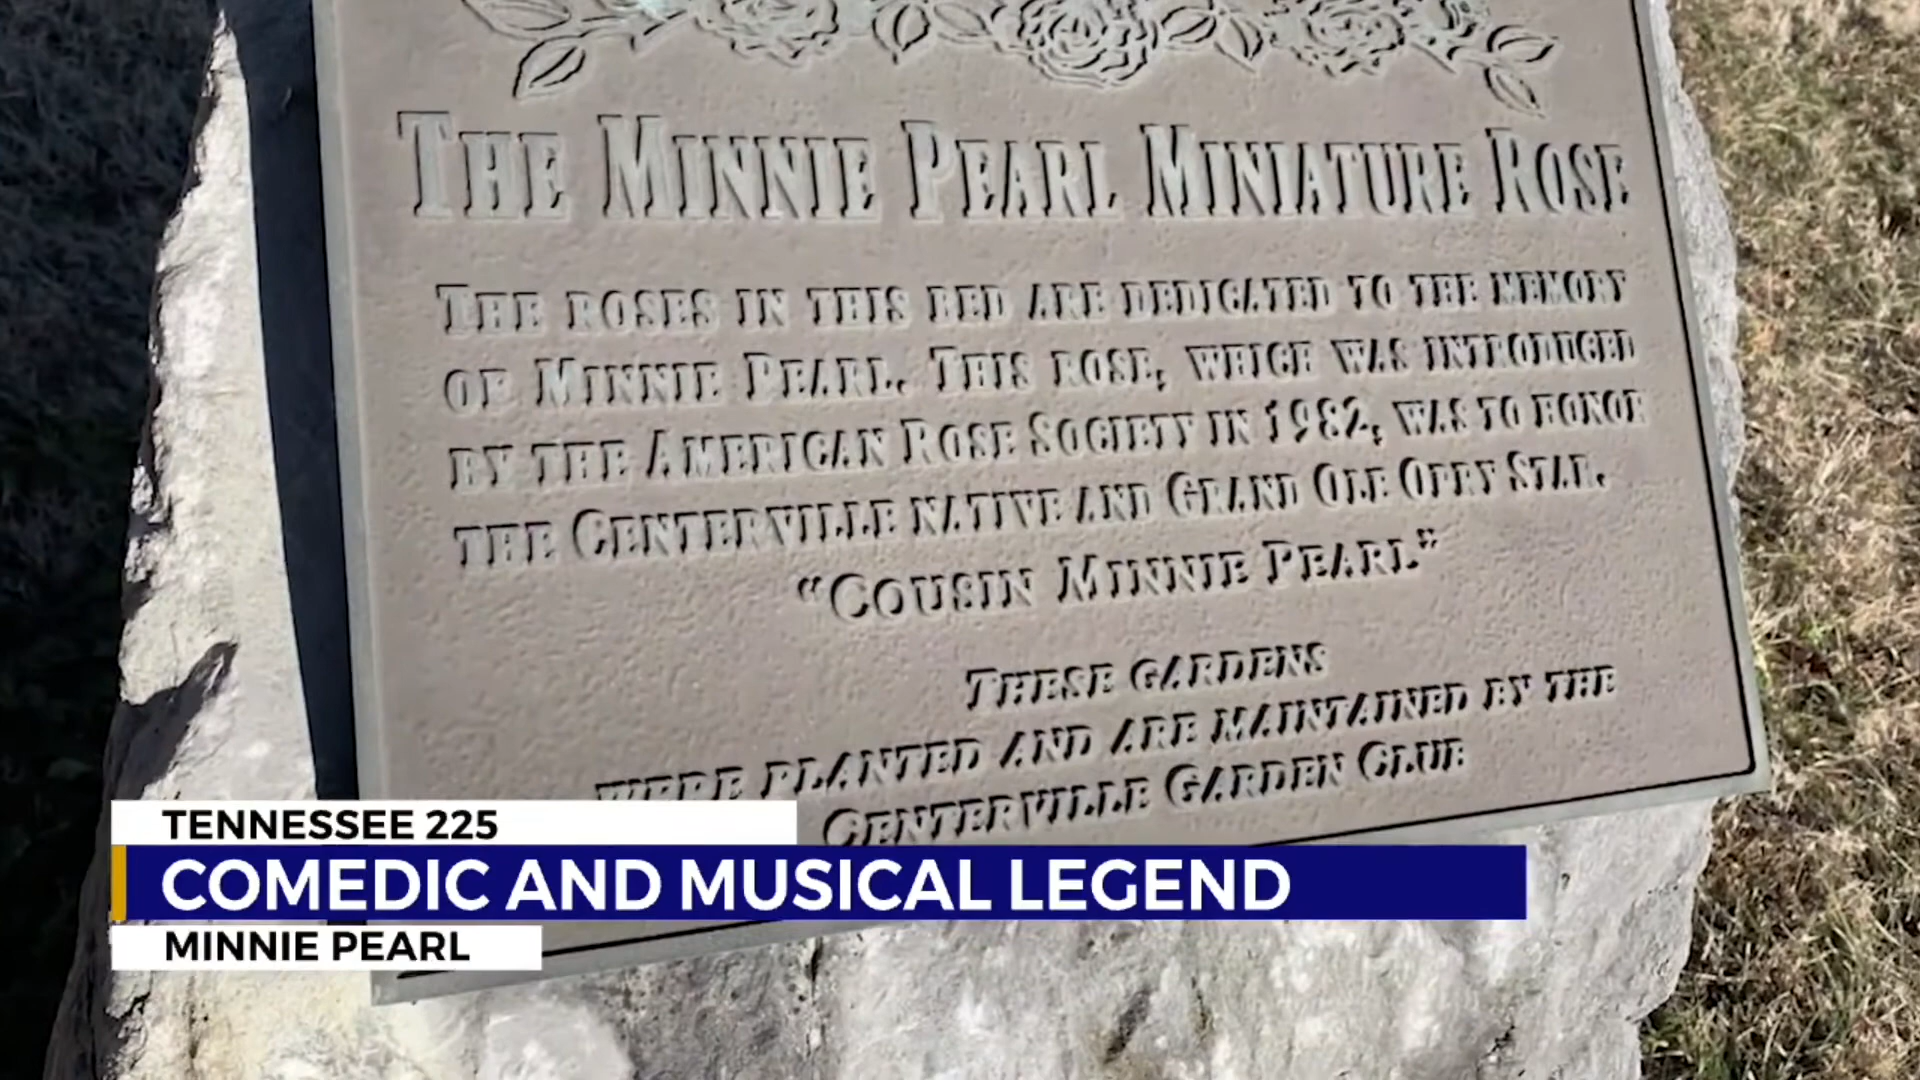 THE MINNIE PEARL MINIATURE ROSE
THE ROSES IN THIS BED ARE DEDICATED TO THE MEMORY
OF MINNIE PEARL. THIS ROSE, WHICH WAS INTRODUCED
BY THE AMERICAN ROSE SOCIETY IN 1982, WAS TO HONOR
THE CENTERVILLE NATIVE AND GRAND OLE OPRY STAR.
"COUSIN MINNIE PEARL"
THESE GARDENS
WERE PLANTED AND ARE MAINTAINED BY THE
CENTERVILLE GARDEN CLUB
TENNESSEE 225
COMEDIC AND MUSICAL LEGEND
MINNIE PEARL